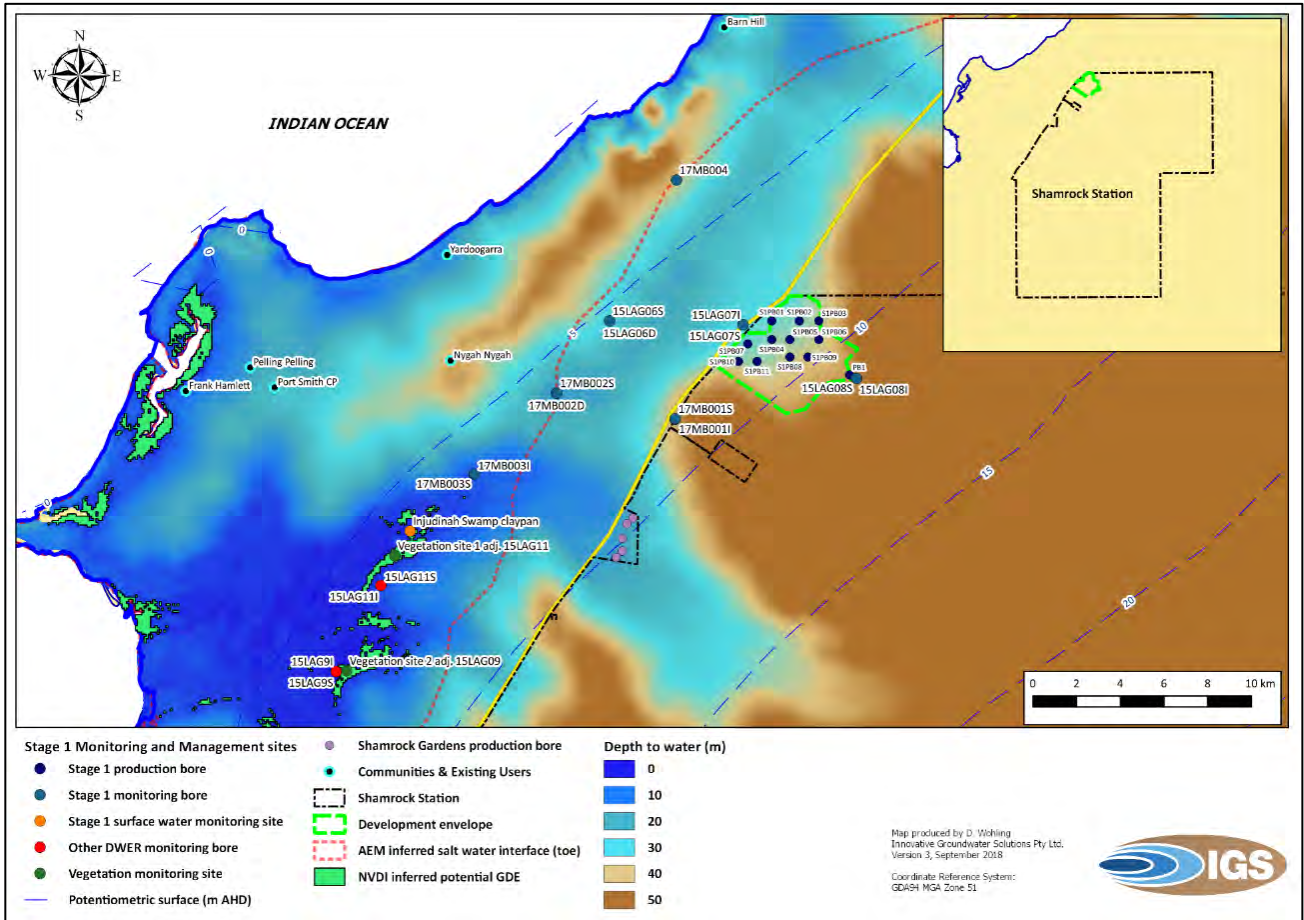 N
W
E
S
INDIAN OCEAN
Barn Hill
Shamrock Station
17MB004
Yardoogarra
0
0
15LAG06S
15LAG06D
5
15LAG07I
15LAG07S
S1PB01
S1PB02
S1PB03
S1PB05
S1PB06
S1PB07
S1PB04
S1PB10
S1PB11
S1PB08
S1PB09
10
PB1
15LAG08S
15LAG08I
Nygah Nygah
Pelling Pelling
Frank Hamlett
Port Smith CP
17MB002S
17MB002D
17MB001S
17MB001I
17MB003I
17MB003S
15
0
Injudinah Swamp claypan
Vegetation site 1 adj. 15LAG11
15LAG11S
15LAG11I
20
15LAG9I
Vegetation site 2 adj. 15LAG09
15LAG9S
0 2 4 6 8 10 km
Stage 1 Monitoring and Management sites
Stage 1 production bore
Stage 1 monitoring bore
Stage 1 surface water monitoring site
Other DWER monitoring bore
Vegetation monitoring site
Potentiometric surface (m AHD)
Shamrock Gardens production bore
Communities & Existing Users
Shamrock Station
Development envelope
AEM inferred salt water interface (toe)
NVDI inferred potential GDE
Depth to water (m)
0
10
20
30
40
50
Map produced by D. Wohling
Innovative Groundwater Solutions Pty Ltd.
Version 3, September 2018
Coordinate Reference System:
GDA94 MGA Zone 51
IGS